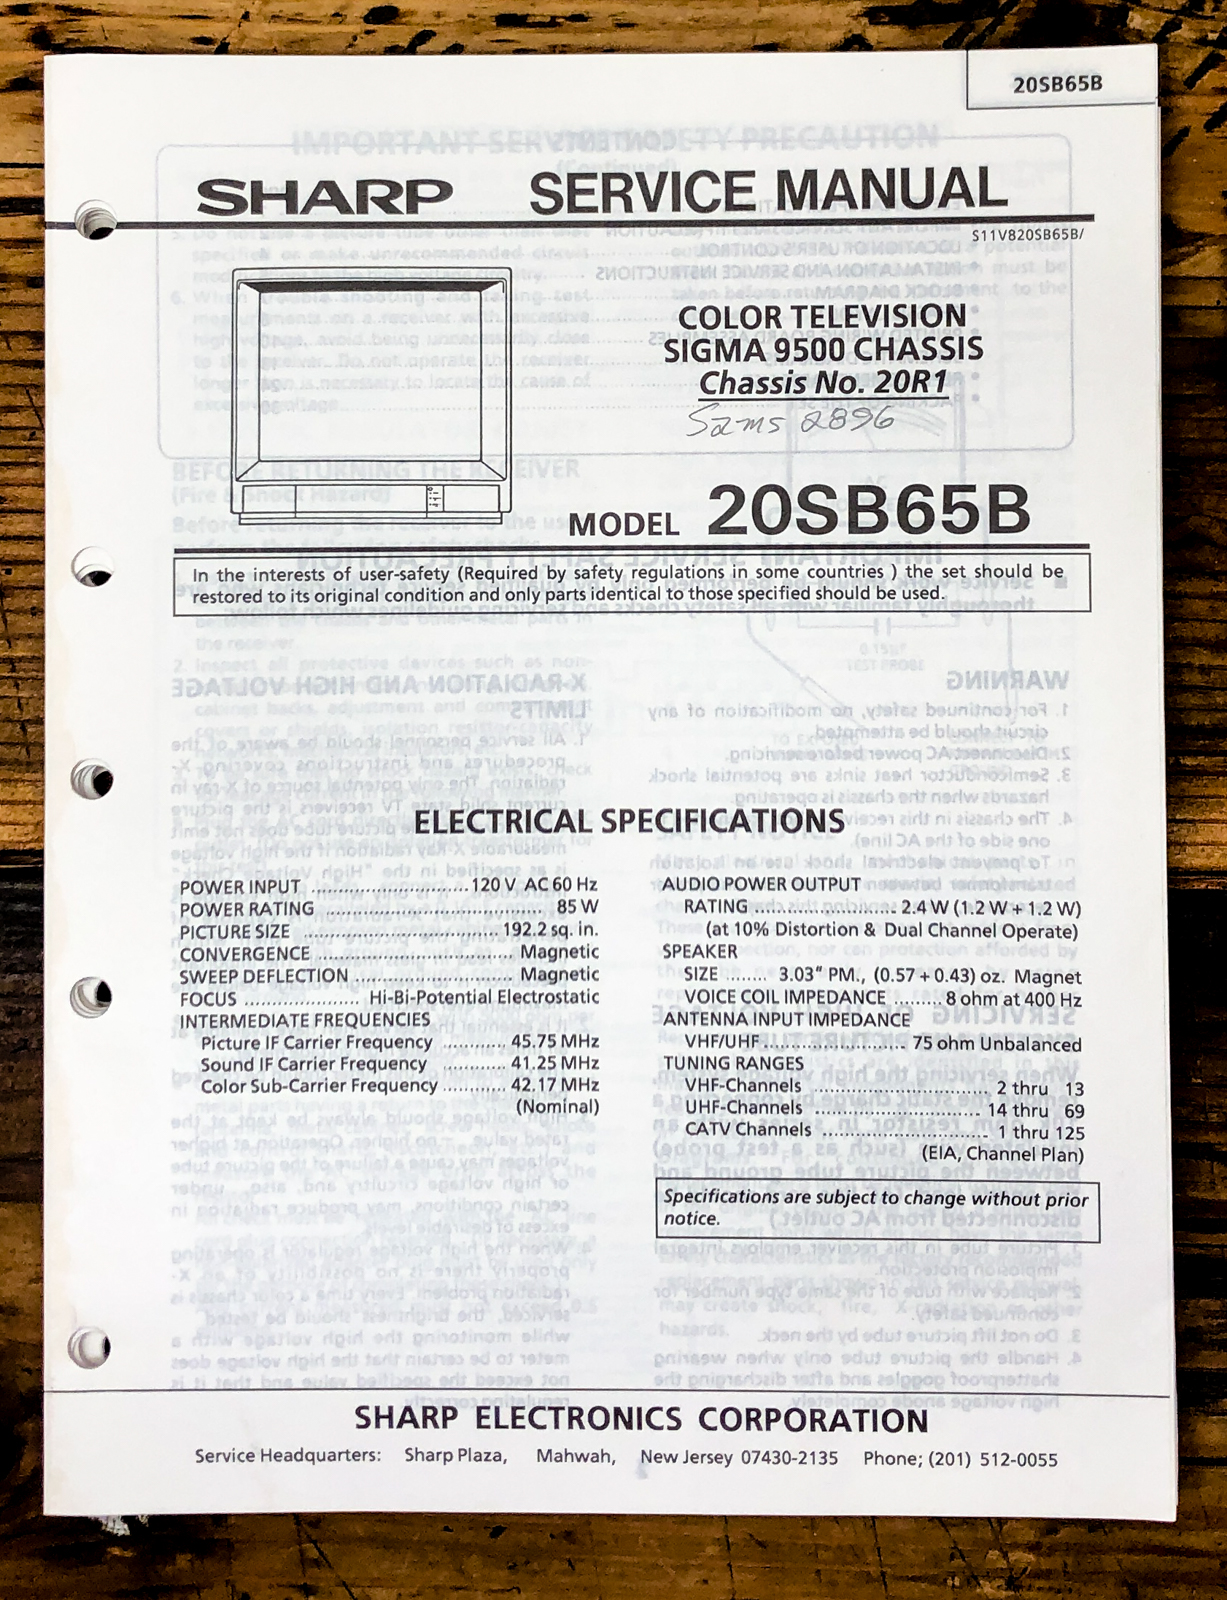 20SB65B
SHARP SERVICE MANUAL
S11V820SB65B/
COLOR TELEVISION
SIGMA 9500 CHASSIS
Chassis No. 20R1
Sams 2896
MODEL 20SB65B
In the interests of user-safety (Required by safety regulations in some countries ) the set should be
restored to its original condition and only parts identical to those specified should be used.
ELECTRICAL SPECIFICATIONS
POWER INPUT ........................ 120 V AC 60 Hz
POWER RATING ........................ 85 W
PICTURE SIZE ........................ 192.2 sq. in.
CONVERGENCE ........................ Magnetic
SWEEP DEFLECTION ........................ Magnetic
FOCUS ..................... Hi-Bi-Potential Electrostatic
INTERMEDIATE FREQUENCIES
Picture IF Carrier Frequency ............ 45.75 MHz
Sound IF Carrier Frequency ............ 41.25 MHz
Color Sub-Carrier Frequency ............ 42.17 MHz
(Nominal)
AUDIO POWER OUTPUT
RATING .......................... 2.4 W (1.2 W + 1.2 W)
(at 10% Distortion & Dual Channel Operate)
SPEAKER
SIZE ....... 3.03" PM., (0.57 + 0.43) oz. Magnet
VOICE COIL IMPEDANCE ........ 8 ohm at 400 Hz
ANTENNA INPUT IMPEDANCE
VHF/UHF .......................... 75 ohm Unbalanced
TUNING RANGES
VHF-Channels ................................ 2 thru 13
UHF-Channels ............................... 14 thru 69
CATV Channels ............................... 1 thru 125
(EIA, Channel Plan)
Specifications are subject to change without prior
notice.
SHARP ELECTRONICS CORPORATION
Service Headquarters: Sharp Plaza, Mahwah, New Jersey 07430-2135 Phone; (201) 512-0055